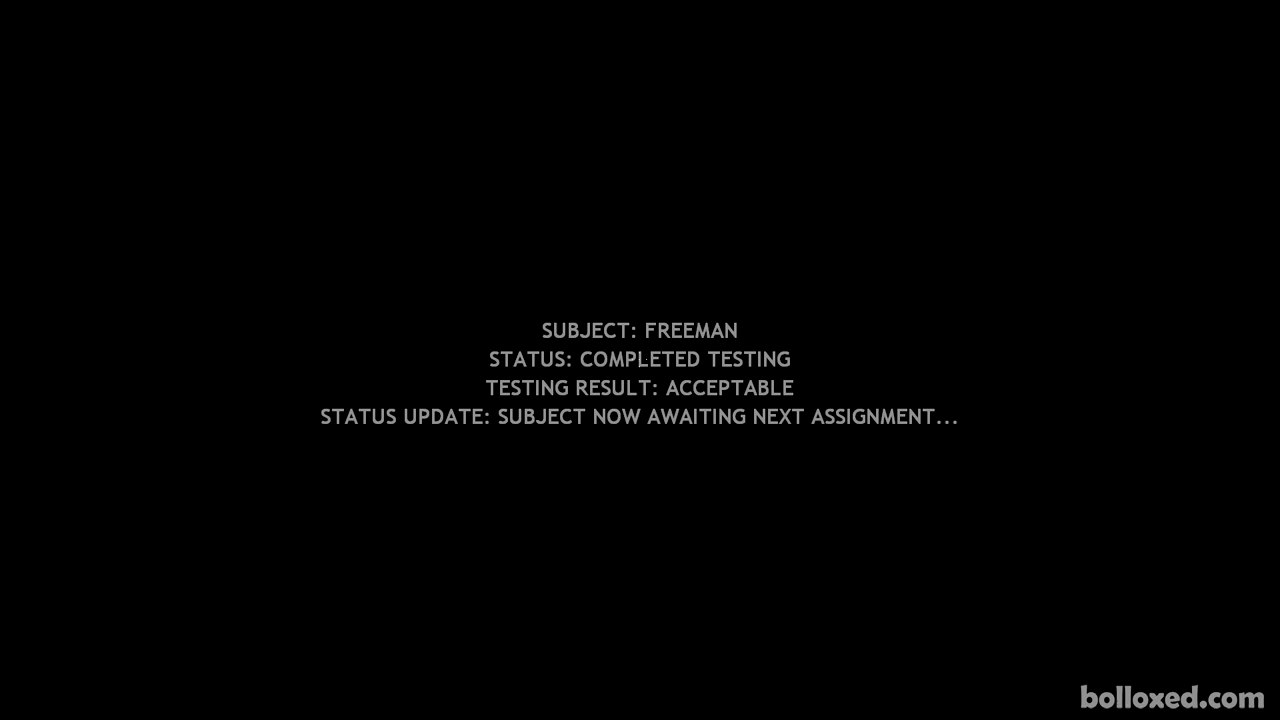 SUBJECT: FREEMAN
STATUS: COMPLETED TESTING
TESTING RESULT: ACCEPTABLE
STATUS UPDATE: SUBJECT NOW AWAITING NEXT ASSIGNMENT...
bolloxed.com